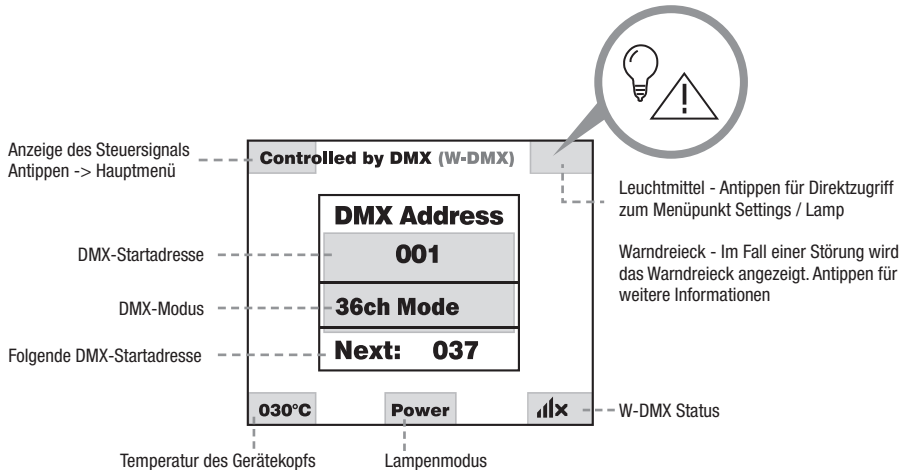 Anzeige des Steuersignals
Antippen -> Hauptmenü
Controlled by DMX (W-DMX)
Leuchtmittel - Antippen für Direktzugriff
zum Menüpunkt Settings / Lamp
Warndreieck - Im Fall einer Störung wird
das Warndreieck angezeigt. Antippen für
weitere Informationen
DMX Address
DMX-Startadresse
001
DMX-Modus
36ch Mode
Folgende DMX-Startadresse
Next: 037
030°C
Power
W-DMX Status
Temperatur des Gerätekopfs
Lampenmodus